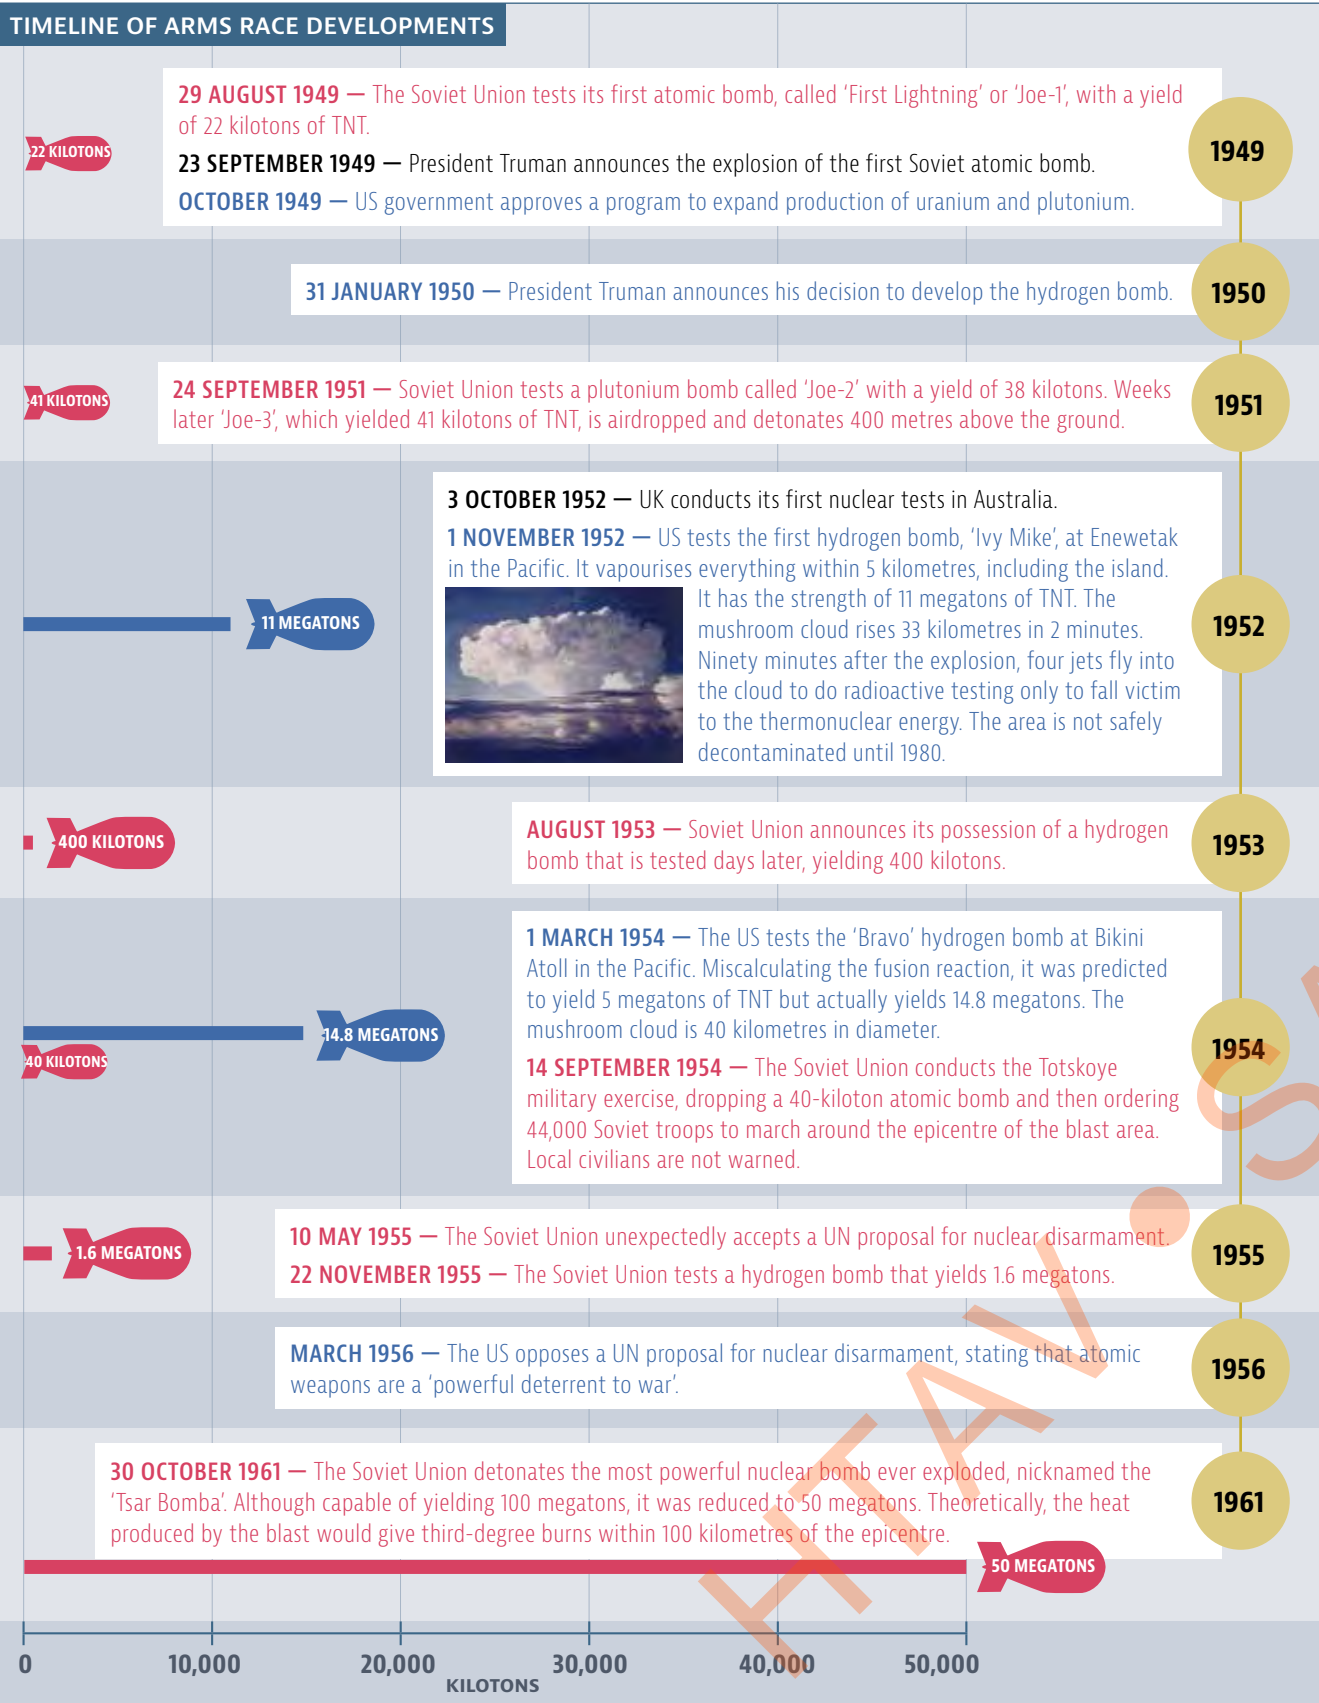 TIMELINE OF ARMS RACE DEVELOPMENTS
29 AUGUST 1949 — The Soviet Union tests its first atomic bomb, called ‘First Lightning’ or ‘Joe-1’, with a yield
of 22 kilotons of TNT.
22 KILOTONS
23 SEPTEMBER 1949 — President Truman announces the explosion of the first Soviet atomic bomb.
OCTOBER 1949 — US government approves a program to expand production of uranium and plutonium.
1949
31 JANUARY 1950 — President Truman announces his decision to develop the hydrogen bomb.
1950
41 KILOTONS
24 SEPTEMBER 1951 — Soviet Union tests a plutonium bomb called ‘Joe-2’ with a yield of 38 kilotons. Weeks
later ‘Joe-3’, which yielded 41 kilotons of TNT, is airdropped and detonates 400 metres above the ground.
1951
3 OCTOBER 1952 — UK conducts its first nuclear tests in Australia.
1 NOVEMBER 1952 — US tests the first hydrogen bomb, ‘Ivy Mike’, at Enewetak
in the Pacific. It vapourises everything within 5 kilometres, including the island.
It has the strength of 11 megatons of TNT. The
mushroom cloud rises 33 kilometres in 2 minutes.
Ninety minutes after the explosion, four jets fly into
the cloud to do radioactive testing only to fall victim
to the thermonuclear energy. The area is not safely
decontaminated until 1980.
11 MEGATONS
1952
400 KILOTONS
AUGUST 1953 — Soviet Union announces its possession of a hydrogen
bomb that is tested days later, yielding 400 kilotons.
1953
1 MARCH 1954 — The US tests the ‘Bravo’ hydrogen bomb at Bikini
Atoll in the Pacific. Miscalculating the fusion reaction, it was predicted
to yield 5 megatons of TNT but actually yields 14.8 megatons. The
mushroom cloud is 40 kilometres in diameter.
14.8 MEGATONS
40 KILOTONS
14 SEPTEMBER 1954 — The Soviet Union conducts the Totskoye
military exercise, dropping a 40-kiloton atomic bomb and then ordering
44,000 Soviet troops to march around the epicentre of the blast area.
Local civilians are not warned.
1954
1.6 MEGATONS
10 MAY 1955 — The Soviet Union unexpectedly accepts a UN proposal for nuclear disarmament.
22 NOVEMBER 1955 — The Soviet Union tests a hydrogen bomb that yields 1.6 megatons.
1955
MARCH 1956 — The US opposes a UN proposal for nuclear disarmament, stating that atomic
weapons are a ‘powerful deterrent to war’.
1956
30 OCTOBER 1961 — The Soviet Union detonates the most powerful nuclear bomb ever exploded, nicknamed the
‘Tsar Bomba’. Although capable of yielding 100 megatons, it was reduced to 50 megatons. Theoretically, the heat
produced by the blast would give third-degree burns within 100 kilometres of the epicentre.
1961
50 MEGATONS
0 10,000 20,000 30,000 40,000 50,000
KILOTONS
HTAV •